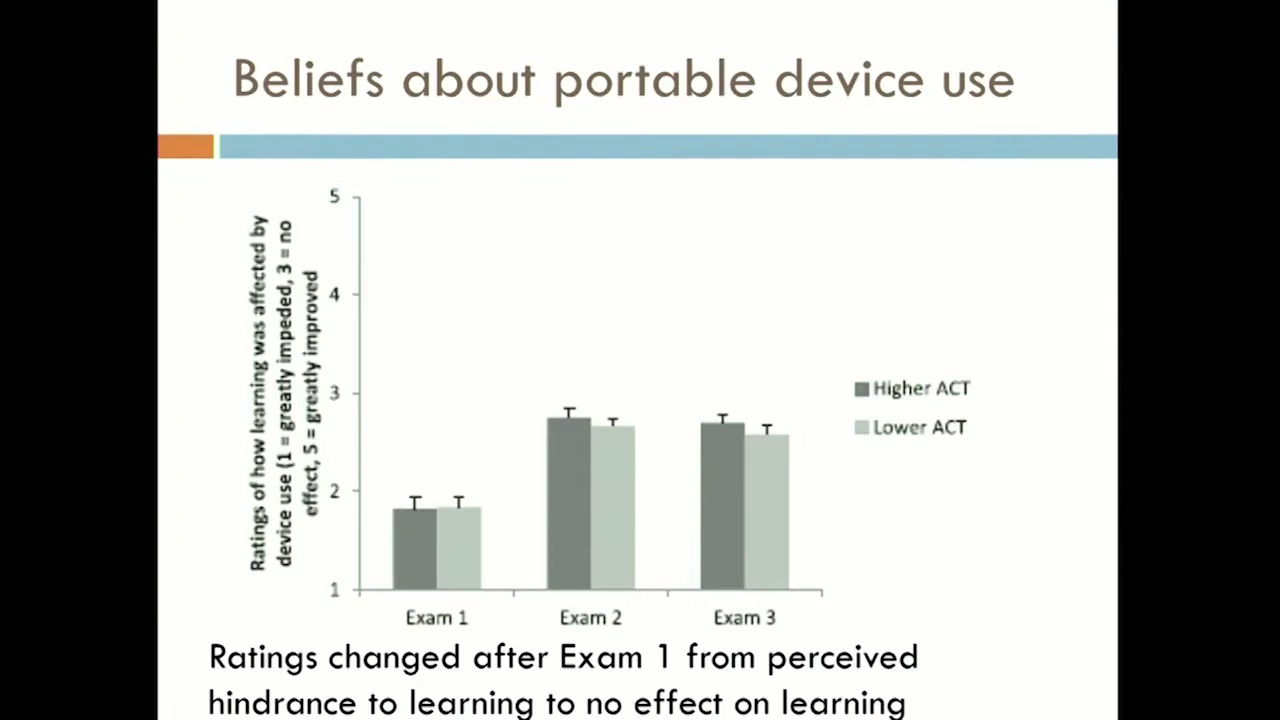 Beliefs about portable device use
Ratings of how learning was affected by
device use (1 = greatly impeded, 3 = no
effect, 5 = greatly improved
5
4
3
2
1
Exam 1
Exam 2
Exam 3
Higher ACT
Lower ACT
Ratings changed after Exam 1 from perceived
hindrance to learning to no effect on learning